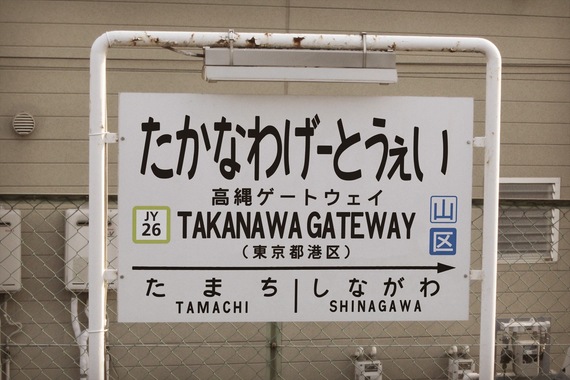 たかなわげーとうぇい
高縄ゲートウェイ
JY
26
TAKANAWA GATEWAY
山
区
(東京都港区)
たまち
しながわ
TAMACHI
SHINAGAWA